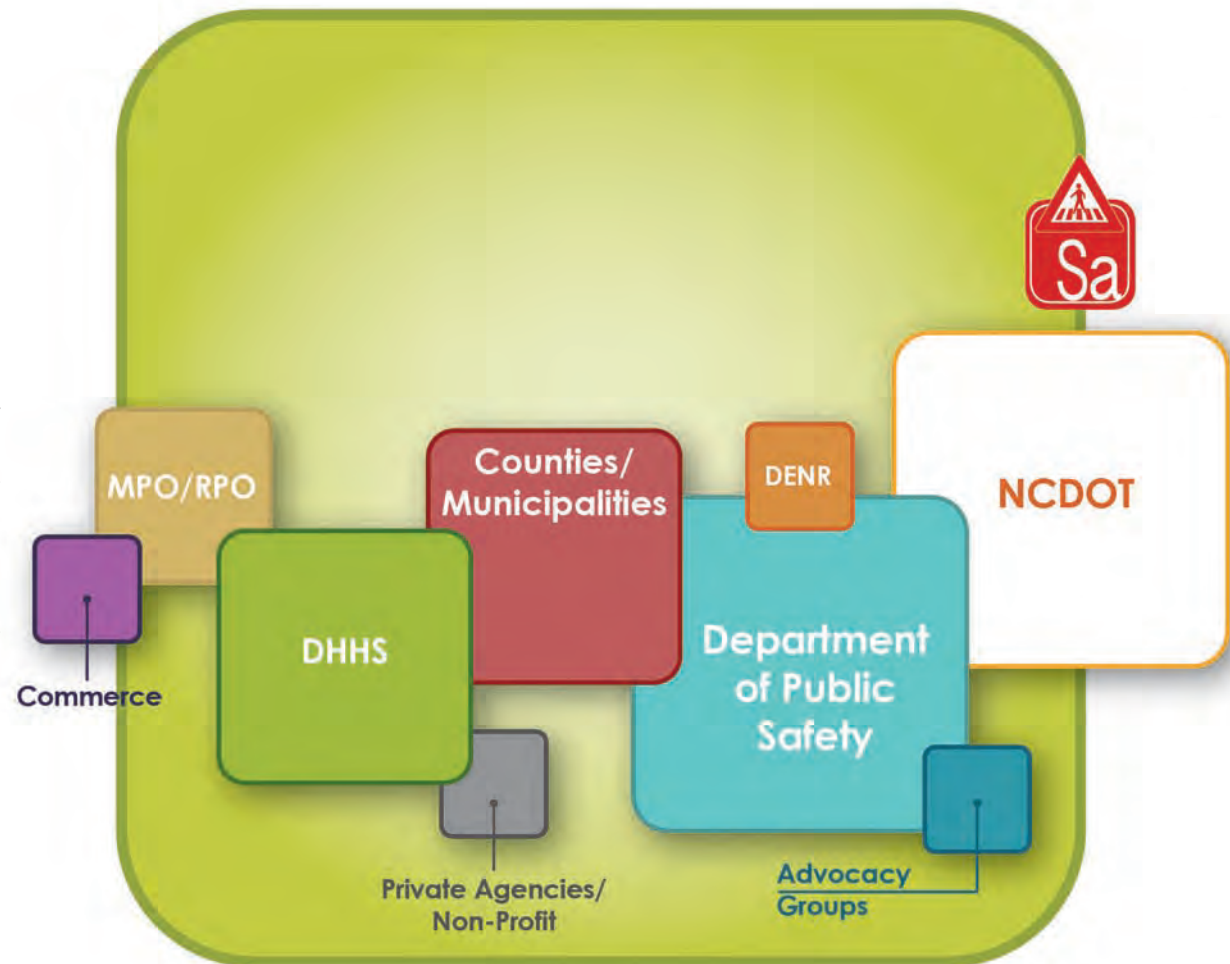 Sa
MPO/RPO
Counties/
Municipalities
DENR
NCDOT
DHHS
Department
of Public
Safety
Commerce
Private Agencies/
Non-Profit
Advocacy
Groups